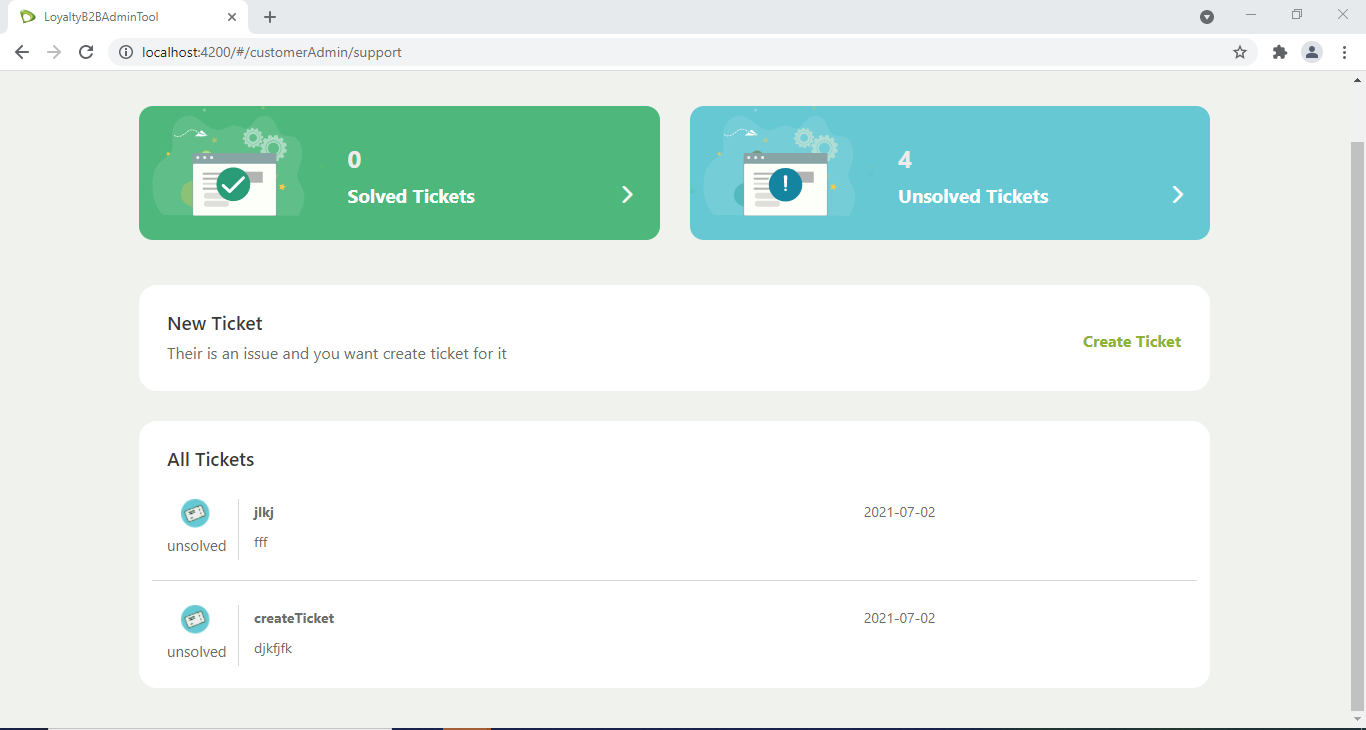 LoyaltyB2BAdminTool
localhost:4200/#/customerAdmin/support
0
Solved Tickets
4
Unsolved Tickets
New Ticket
Their is an issue and you want create ticket for it
Create Ticket
All Tickets
jlkj 2021-07-02
unsolved fff
createTicket 2021-07-02
unsolved djkfjfk